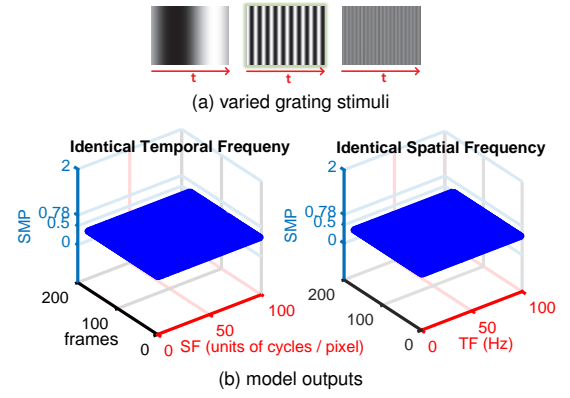 t t t
(a) varied grating stimuli
Identical Temporal Frequeny Identical Spatial Frequency
2 2
0.78 0.78
0.5 0.5
0 0
SMP SMP
200 200
100 100
0 0
frames
0 50 100
SF (units of cycles / pixel)
0 50 100
TF (Hz)
(b) model outputs